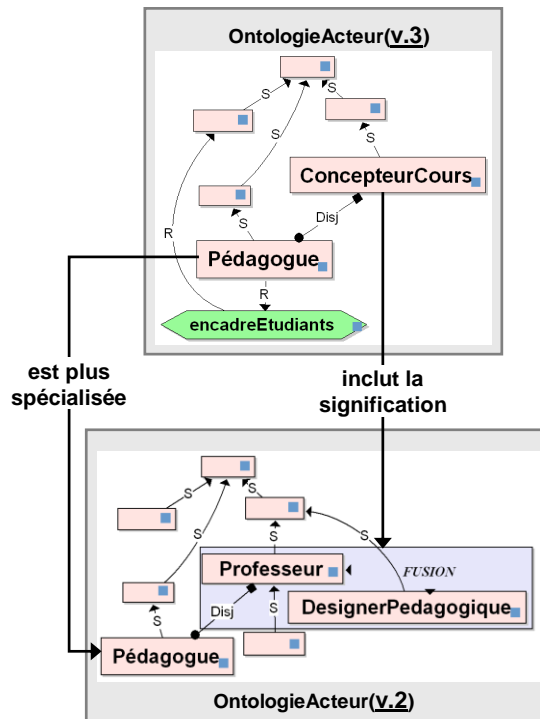 OntologieActeur(v.3)
S
S
S
S
ConcepteurCours
Disj
S
R
Pédagogue
R
encadreEtudiants
est plus
spécialisée
inclut la
signification
S
S
S
S
S
Professeur
FUSION
Disj
S
DesignerPedagogique
S
Pédagogue
OntologieActeur(v.2)